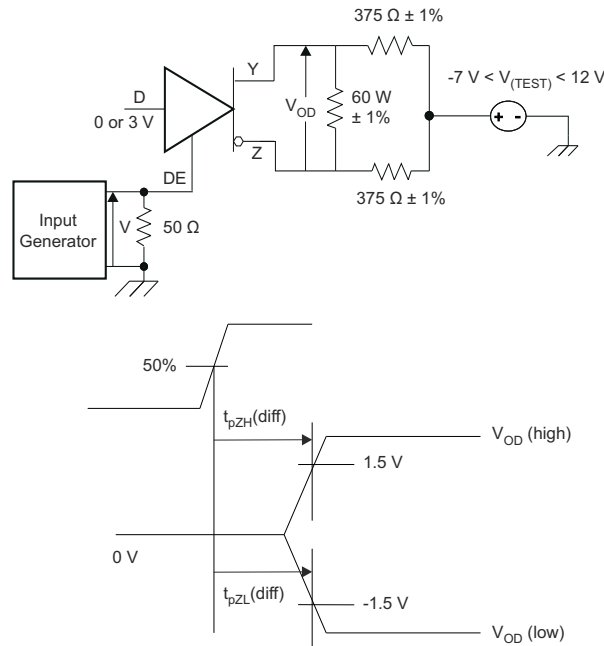 375 Ω ± 1%
-7 V < V(TEST) < 12 V
Y
D
VOD
60 W
± 1%
+ -
0 or 3 V
Z
DE
375 Ω ± 1%
Input
Generator
V
50 Ω
50%
tpZH(diff)
VOD (high)
1.5 V
0 V
tpZL(diff)
-1.5 V
VOD (low)